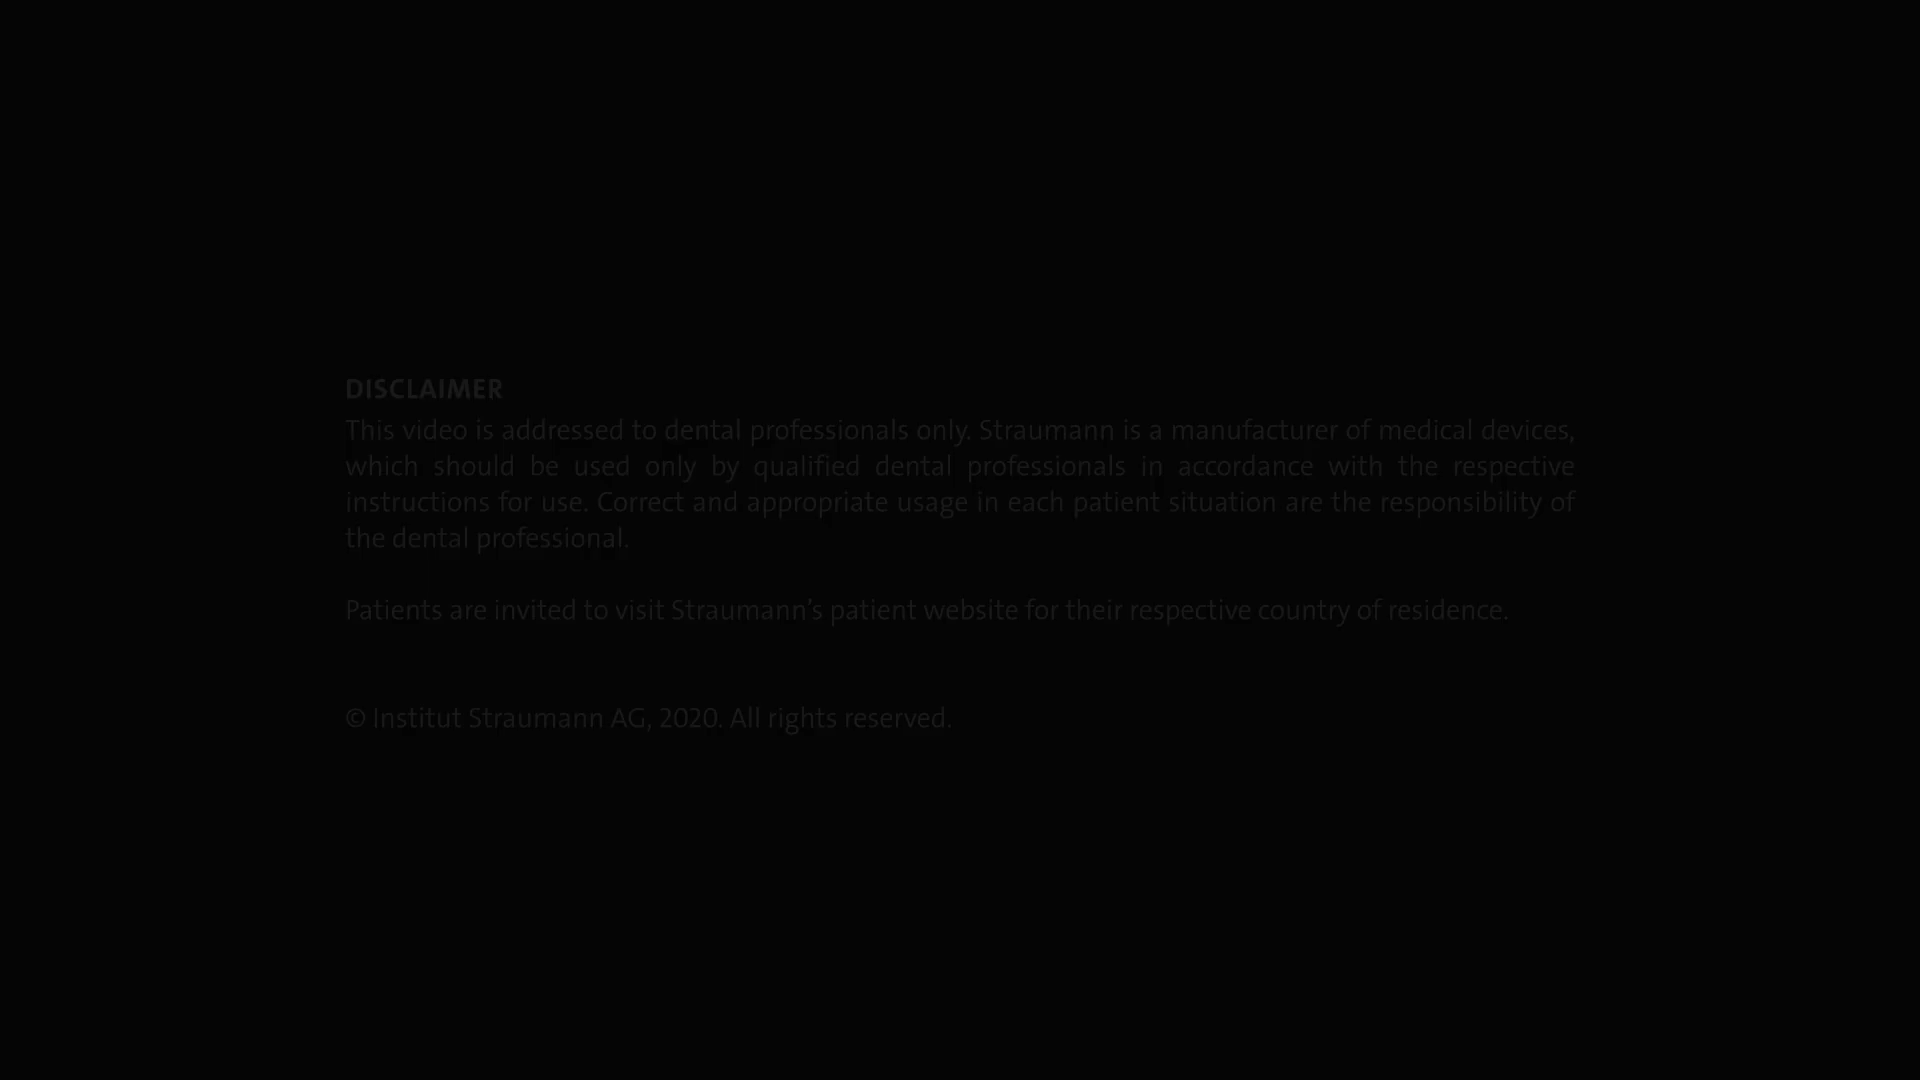 DISCLAIMER
This video is addressed to dental professionals only. Straumann is a manufacturer of medical devices,
which should be used only by qualified dental professionals in accordance with the respective
instructions for use. Correct and appropriate usage in each patient situation are the responsibility of
the dental professional.
Patients are invited to visit Straumann’s patient website for their respective country of residence.
© Institut Straumann AG, 2020. All rights reserved.